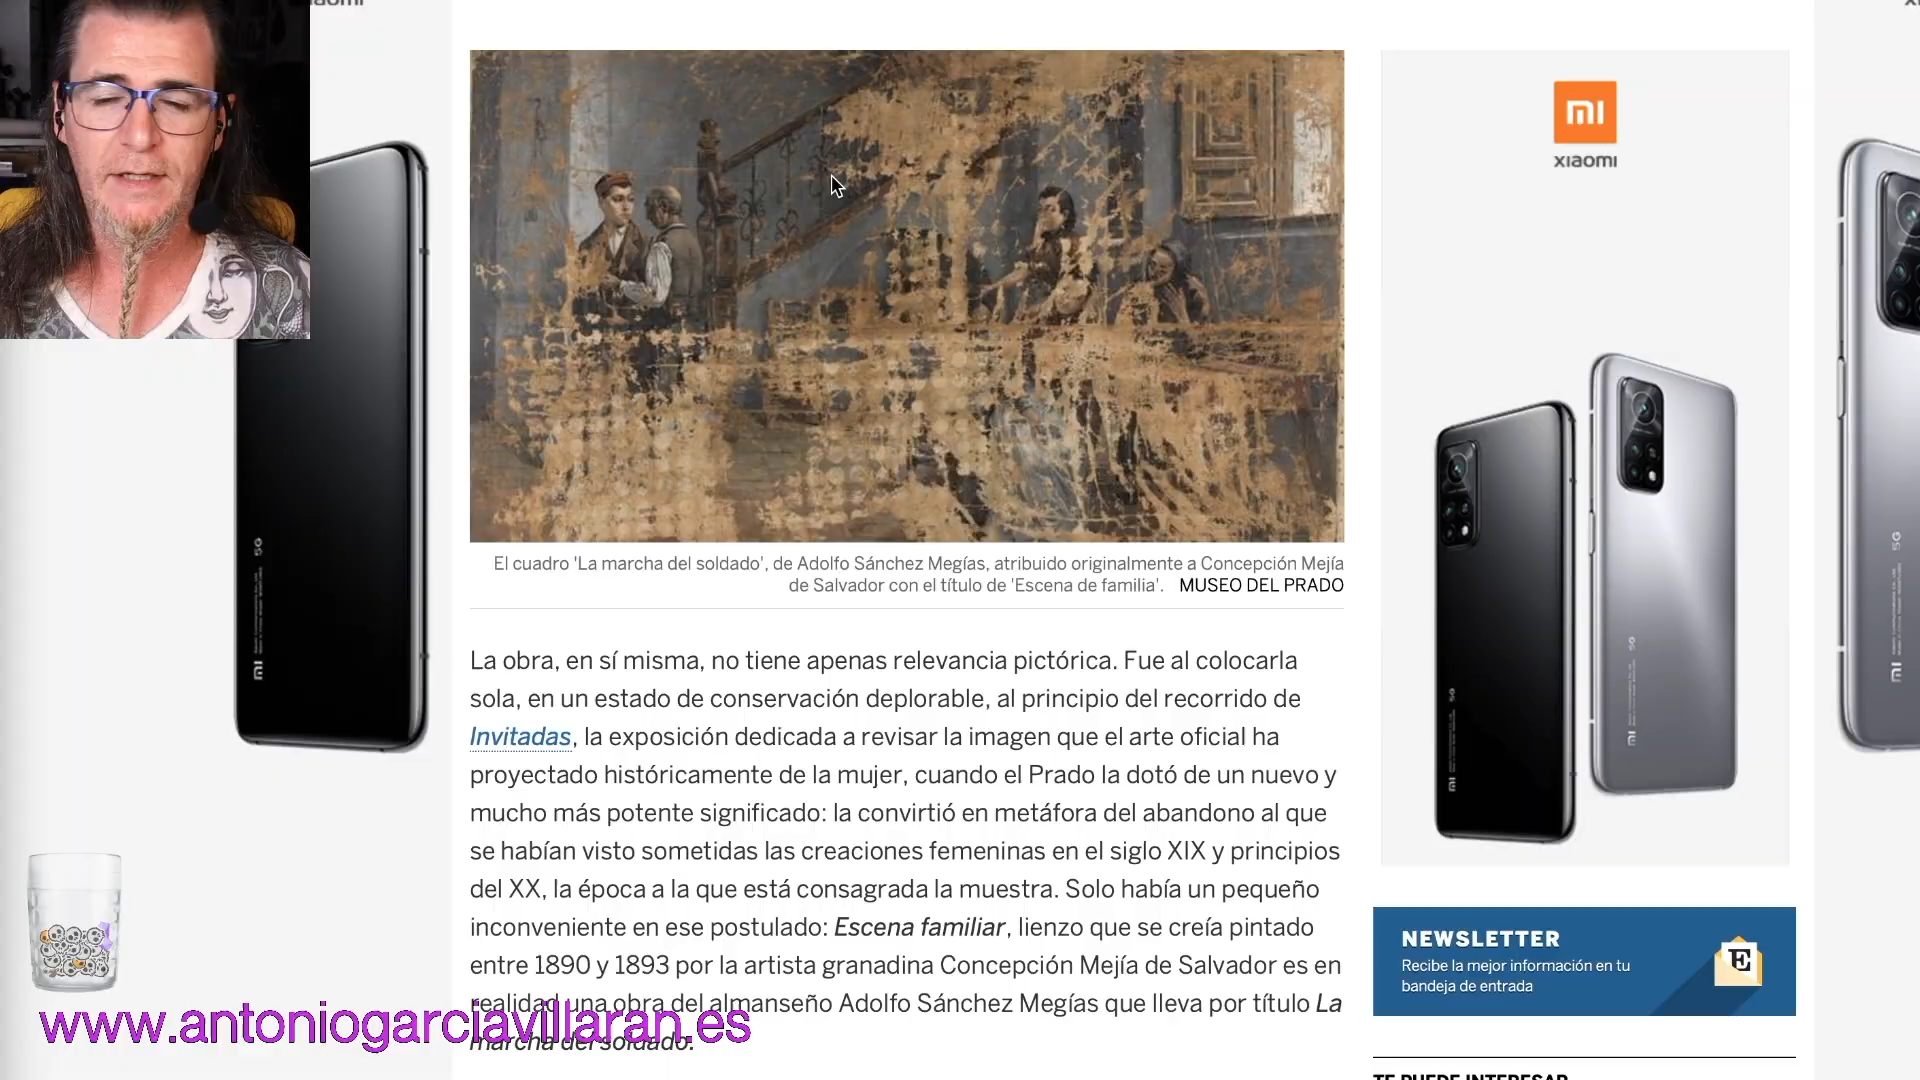 xiaomi
5G
El cuadro 'La marcha del soldado', de Adolfo Sánchez Megías, atribuido originalmente a Concepción Mejía
de Salvador con el título de 'Escena de familia'. MUSEO DEL PRADO
La obra, en sí misma, no tiene apenas relevancia pictórica. Fue al colocarla
sola, en un estado de conservación deplorable, al principio del recorrido de
Invitadas, la exposición dedicada a revisar la imagen que el arte oficial ha
proyectado históricamente de la mujer, cuando el Prado la dotó de un nuevo y
mucho más potente significado: la convirtió en metáfora del abandono al que
se habían visto sometidas las creaciones femeninas en el siglo XIX y principios
del XX, la época a la que está consagrada la muestra. Solo había un pequeño
inconveniente en ese postulado: Escena familiar, lienzo que se creía pintado
entre 1890 y 1893 por la artista granadina Concepción Mejía de Salvador es en
realidad una obra del almanseño Adolfo Sánchez Megías que lleva por título La
marcha del soldado.
www.antoniogarciavillaran.es
5G
5G
5G
NEWSLETTER
Recibe la mejor información en tu
bandeja de entrada
E
TE PUEDE INTERESAR